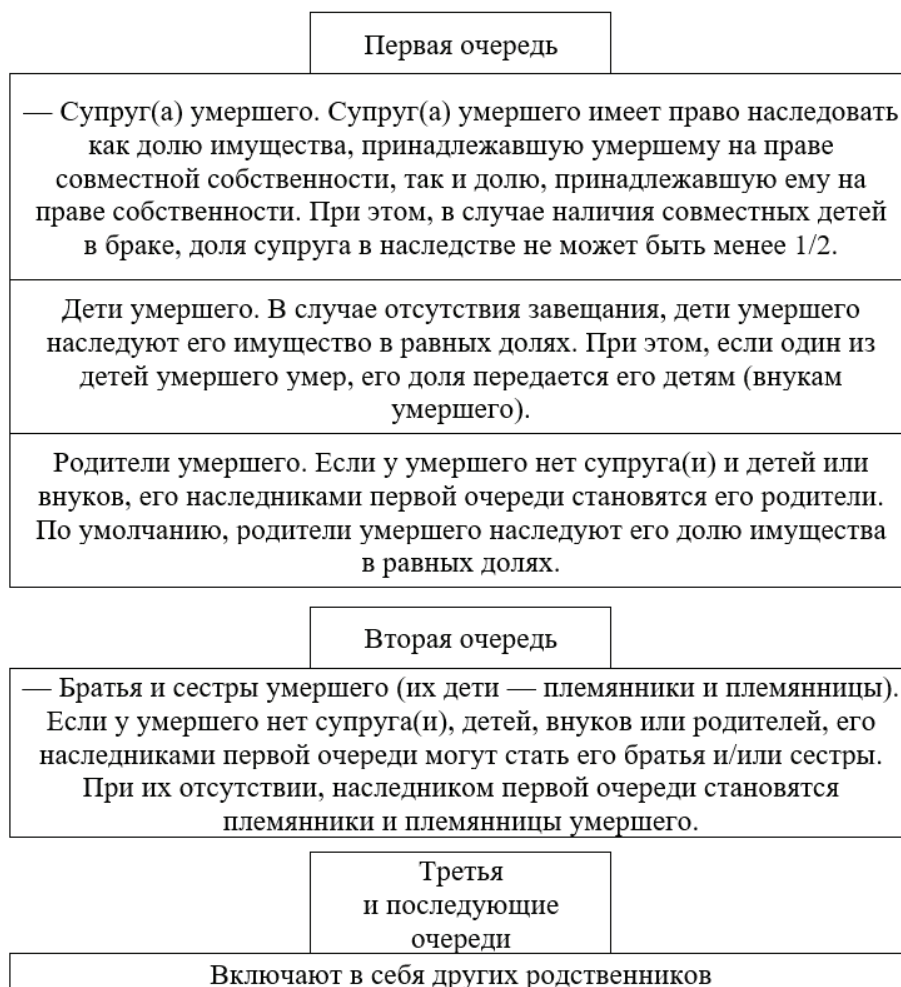 Первая очередь
— Супруг(а) умершего. Супруг(а) умершего имеет право наследовать
как долю имущества, принадлежавшую умершему на праве
совместной собственности, так и долю, принадлежавшую ему на
праве собственности. При этом, в случае наличия совместных детей
в браке, доля супруга в наследстве не может быть менее 1/2.
Дети умершего. В случае отсутствия завещания, дети умершего
наследуют его имущество в равных долях. При этом, если один из
детей умершего умер, его доля передается его детям (внукам
умершего).
Родители умершего. Если у умершего нет супруга(и) и детей или
внуков, его наследниками первой очереди становятся его родители.
По умолчанию, родители умершего наследуют его долю имущества
в равных долях.
Вторая очередь
— Братья и сестры умершего (их дети — племянники и племянницы).
Если у умершего нет супруга(и), детей, внуков или родителей, его
наследниками первой очереди могут стать его братья и/или сестры.
При их отсутствии, наследником первой очереди становятся
племянники и племянницы умершего.
Третья
и последующие
очереди
Включают в себя других родственников